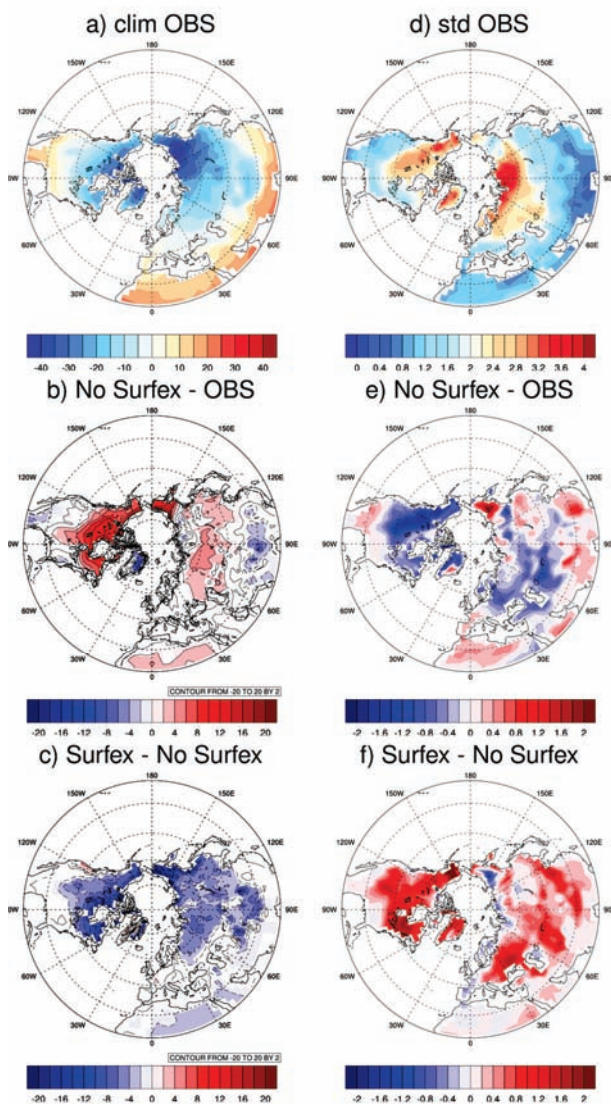 a) clim OBS
180
150W 150E
120W 120E
90W 90E
60W 60E
30W 30E
0
-40 -30 -20 -10 0 10 20 30 40
d) std OBS
180
150W 150E
120W 120E
90W 90E
60W 60E
30W 30E
0
0 0.4 0.8 1.2 1.6 2 2.4 2.8 3.2 3.6 4
b) No Surfex - OBS
180
150W 150E
120W 120E
90W 90E
60W 60E
30W 30E
0
CONTOUR FROM -20 TO 20 BY 2
-20 -16 -12 -8 -4 0 4 8 12 16 20
e) No Surfex - OBS
180
150W 150E
120W 120E
90W 90E
60W 60E
30W 30E
0
-2 -1.6 -1.2 -0.8 -0.4 0 0.4 0.8 1.2 1.6 2
c) Surfex - No Surfex
180
150W 150E
120W 120E
90W 90E
60W 60E
30W 30E
0
CONTOUR FROM -20 TO 20 BY 2
-20 -16 -12 -8 -4 0 4 8 12 16 20
f) Surfex - No Surfex
180
150W 150E
120W 120E
90W 90E
60W 60E
30W 30E
0
-2 -1.6 -1.2 -0.8 -0.4 0 0.4 0.8 1.2 1.6 2